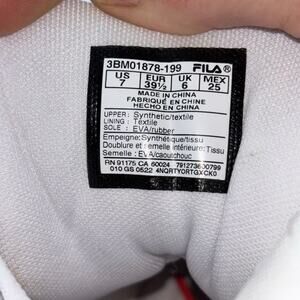 3BM01878-199 FILA®
US EUR UK MEX
7 39½ 6 25
MADE IN CHINA
FABRIQUÉ EN CHINE
HECHO EN CHINA
UPPER: Synthetic/textile
LINING: Textile
SOLE: EVA/rubber
Empeigne:Synthétique/tissu
Doublure et semelle intérieure:Tissu
Semelle: EVA/caoutchouc
RN 91175 CA 60024 791273600799
010 GS 0522 4NQRTY0RTGXCK0